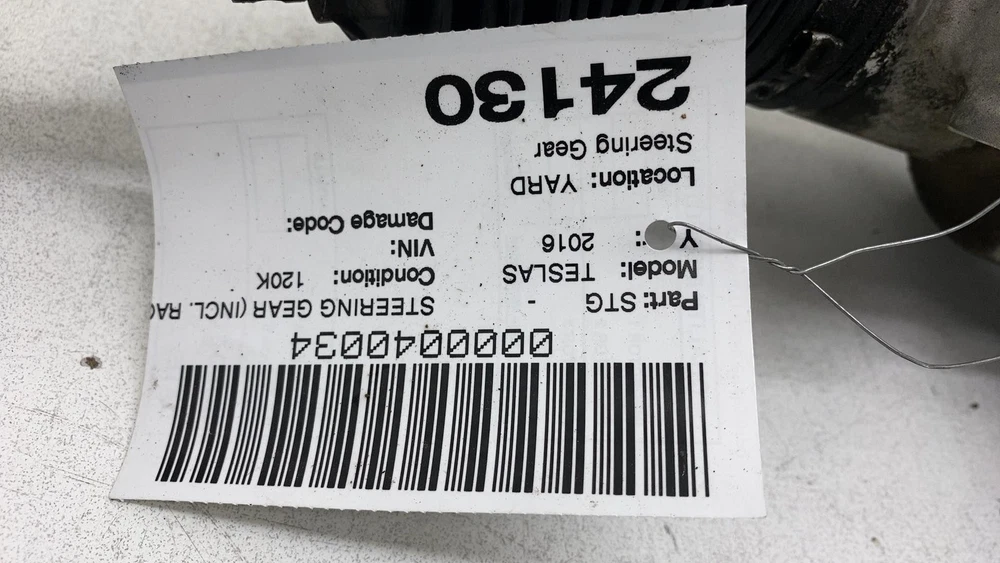 0000040034
Part: STG - STEERING GEAR (INCL. RAC
Model: TESLAS Condition: 120K
Y : 2016 VIN:
Damage Code:
Location: YARD
Steering Gear
24130